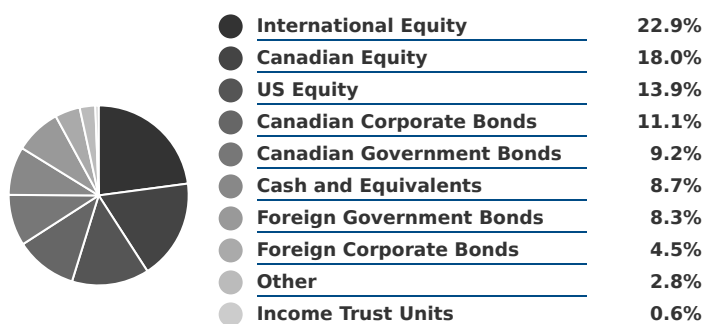 International Equity 22.9%
Canadian Equity 18.0%
US Equity 13.9%
Canadian Corporate Bonds 11.1%
Canadian Government Bonds 9.2%
Cash and Equivalents 8.7%
Foreign Government Bonds 8.3%
Foreign Corporate Bonds 4.5%
Other 2.8%
Income Trust Units 0.6%